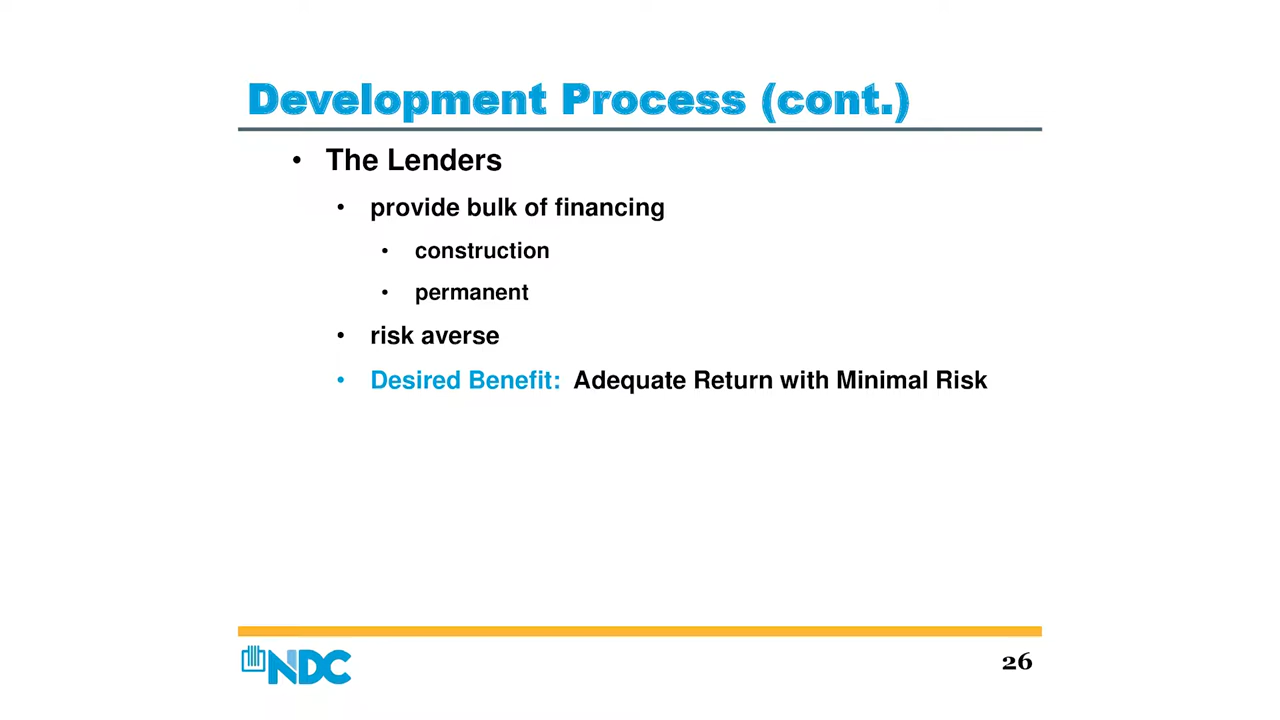 Development Process (cont.)
• The Lenders
• provide bulk of financing
• construction
• permanent
• risk averse
• Desired Benefit: Adequate Return with Minimal Risk
NDC
26